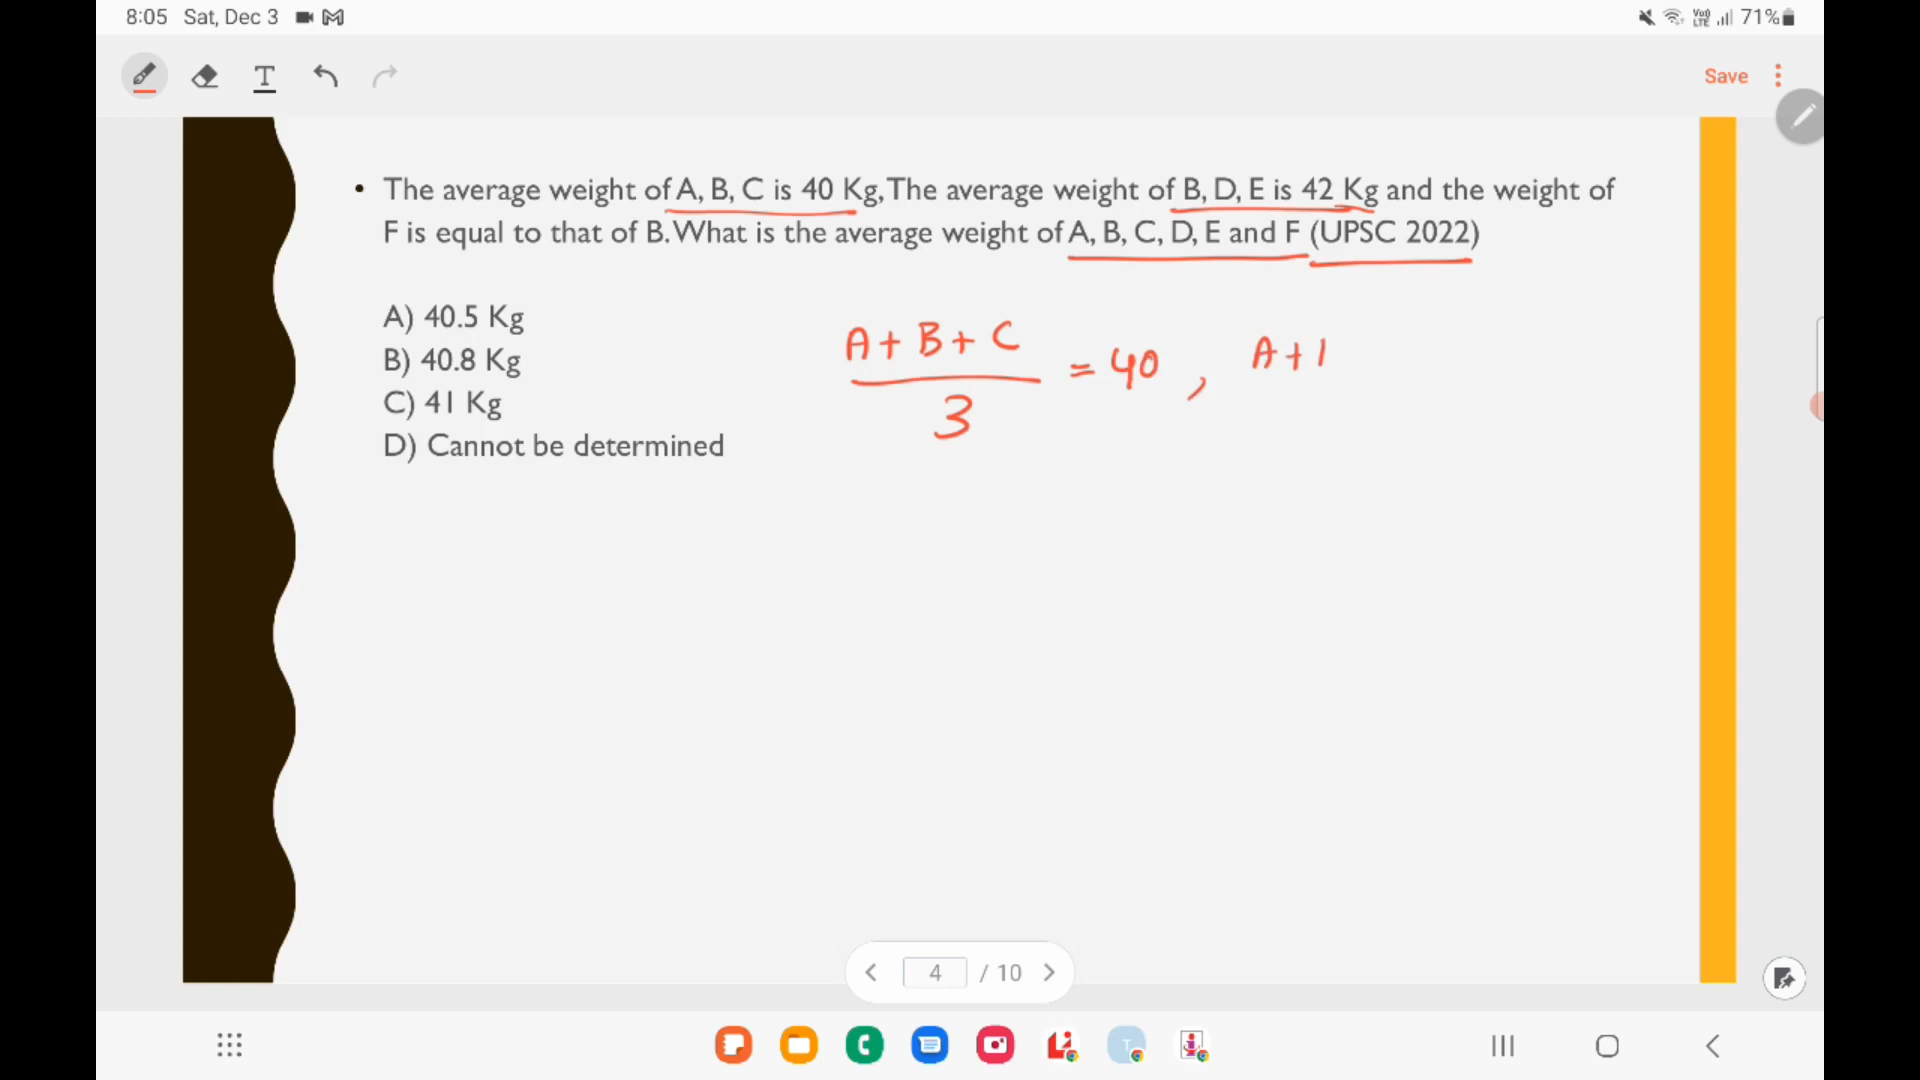 8:05 Sat, Dec 3
71%
T
Save
• The average weight of A, B, C is 40 Kg, The average weight of B, D, E is 42 Kg and the weight of
F is equal to that of B. What is the average weight of A, B, C, D, E and F (UPSC 2022)
A) 40.5 Kg
B) 40.8 Kg
C) 41 Kg
D) Cannot be determined
A + B + C
= 40 , A + 1
3
4 / 10